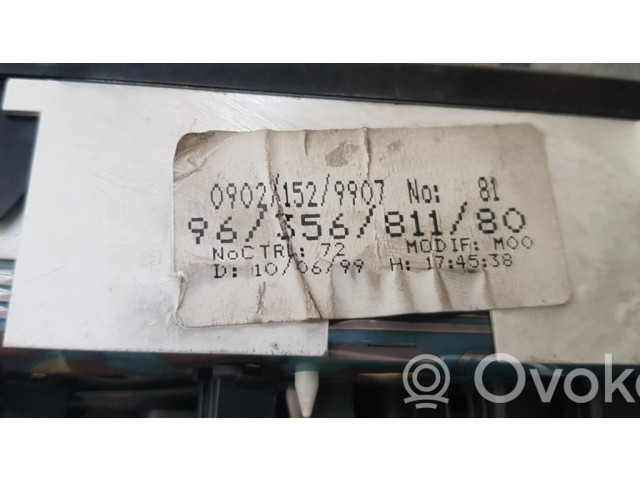 0902/152/9907 No: 81
96/356/811/80
NoCTRL: 72 MODIF: M00
D: 10/06/99 H: 17:45:38
Ovoko